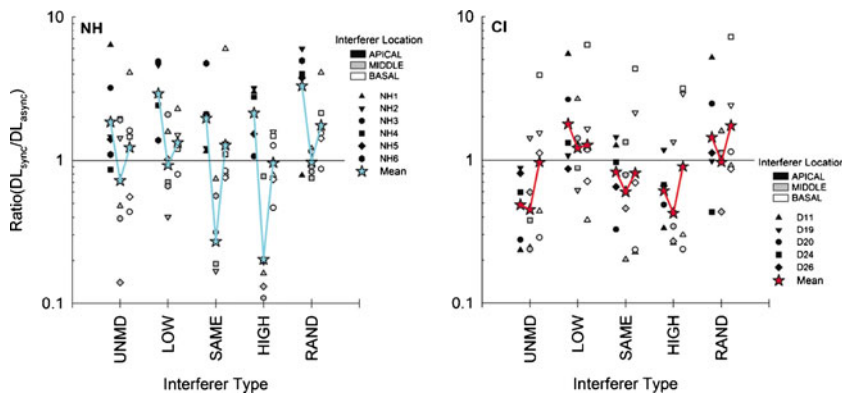 NH
Interferer Location
APICAL
MIDDLE
BASAL
NH1
NH2
NH3
NH4
NH5
NH6
Mean
10
1
0.1
Ratio(DLsync/DLasync)
UNMD
LOW
SAME
HIGH
RAND
Interferer Type
CI
10
1
0.1
Interferer Location
APICAL
MIDDLE
BASAL
D11
D19
D20
D24
D26
Mean
UNMD
LOW
SAME
HIGH
RAND
Interferer Type